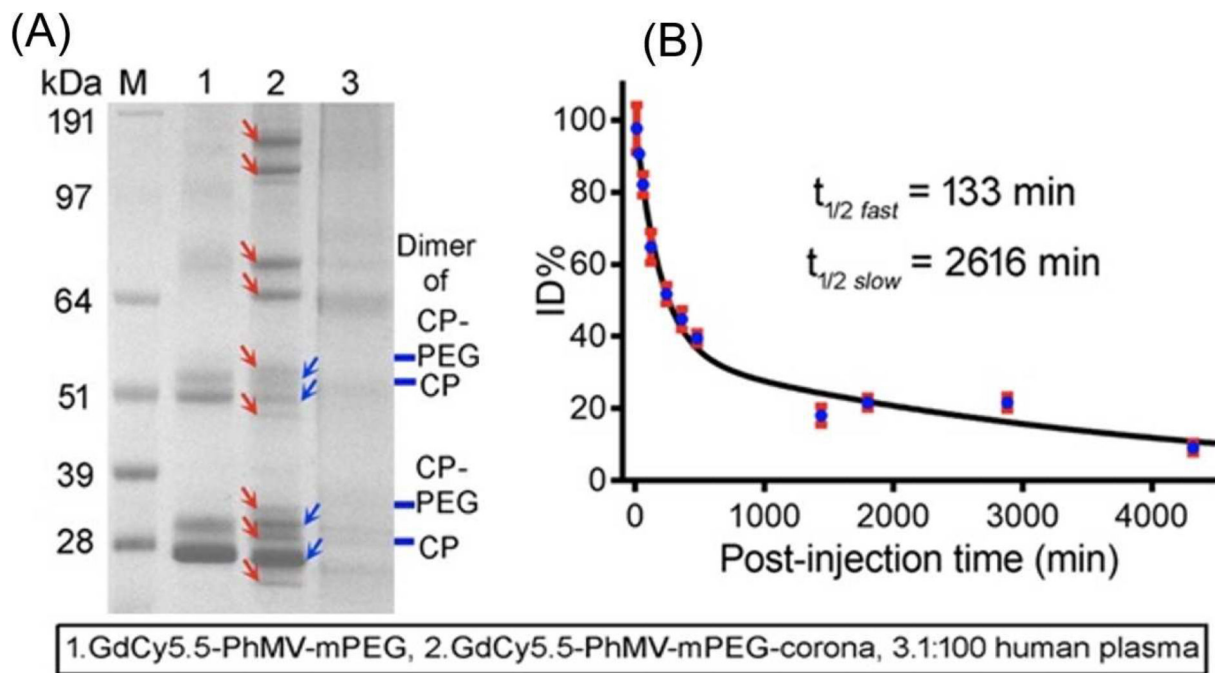 (A)
kDa M 1 2 3
191
97
64
51
39
28
Dimer
of
CP-
PEG
CP
CP-
PEG
CP
(B)
ID%
100
80
60
40
20
0
t1/2 fast = 133 min
t1/2 slow = 2616 min
0 1000 2000 3000 4000
Post-injection time (min)
1.GdCy5.5-PhMV-mPEG, 2.GdCy5.5-PhMV-mPEG-corona, 3.1:100 human plasma